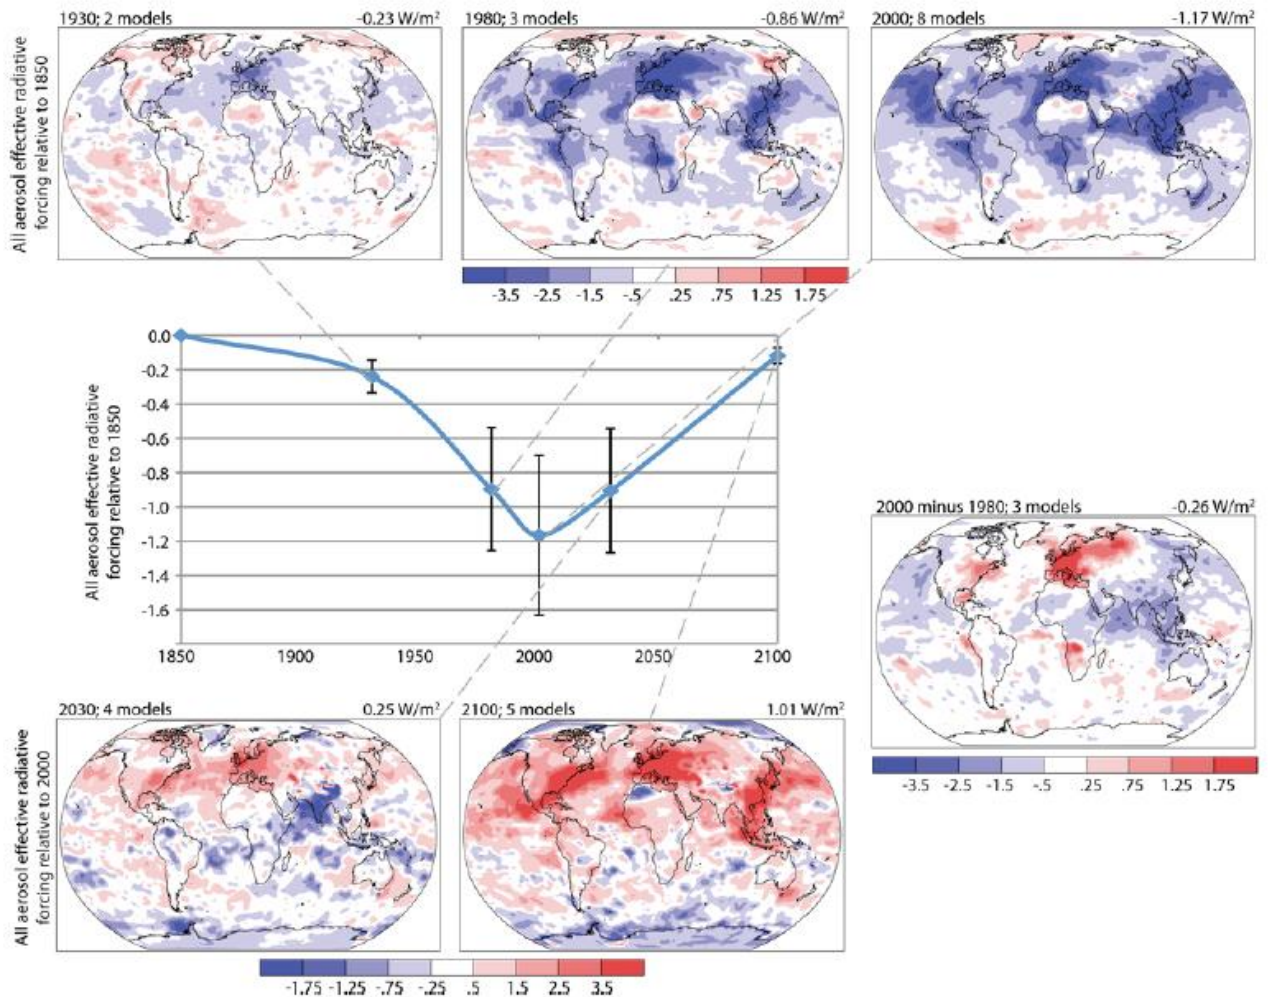 1930; 2 models -0.23 W/m²
1980; 3 models -0.86 W/m²
2000; 8 models -1.17 W/m²
All aerosol effective radiative
forcing relative to 1850
-3.5 -2.5 -1.5 -.5 .25 .75 1.25 1.75
All aerosol effective radiative
forcing relative to 1850
0.0
-0.2
-0.4
-0.6
-0.8
-1.0
-1.2
-1.4
-1.6
1850 1900 1950 2000 2050 2100
2000 minus 1980; 3 models -0.26 W/m²
-3.5 -2.5 -1.5 -.5 .25 .75 1.25 1.75
2030; 4 models 0.25 W/m²
2100; 5 models 1.01 W/m²
All aerosol effective radiative
forcing relative to 2000
-1.75 -1.25 -.75 -.25 .5 1.5 2.5 3.5